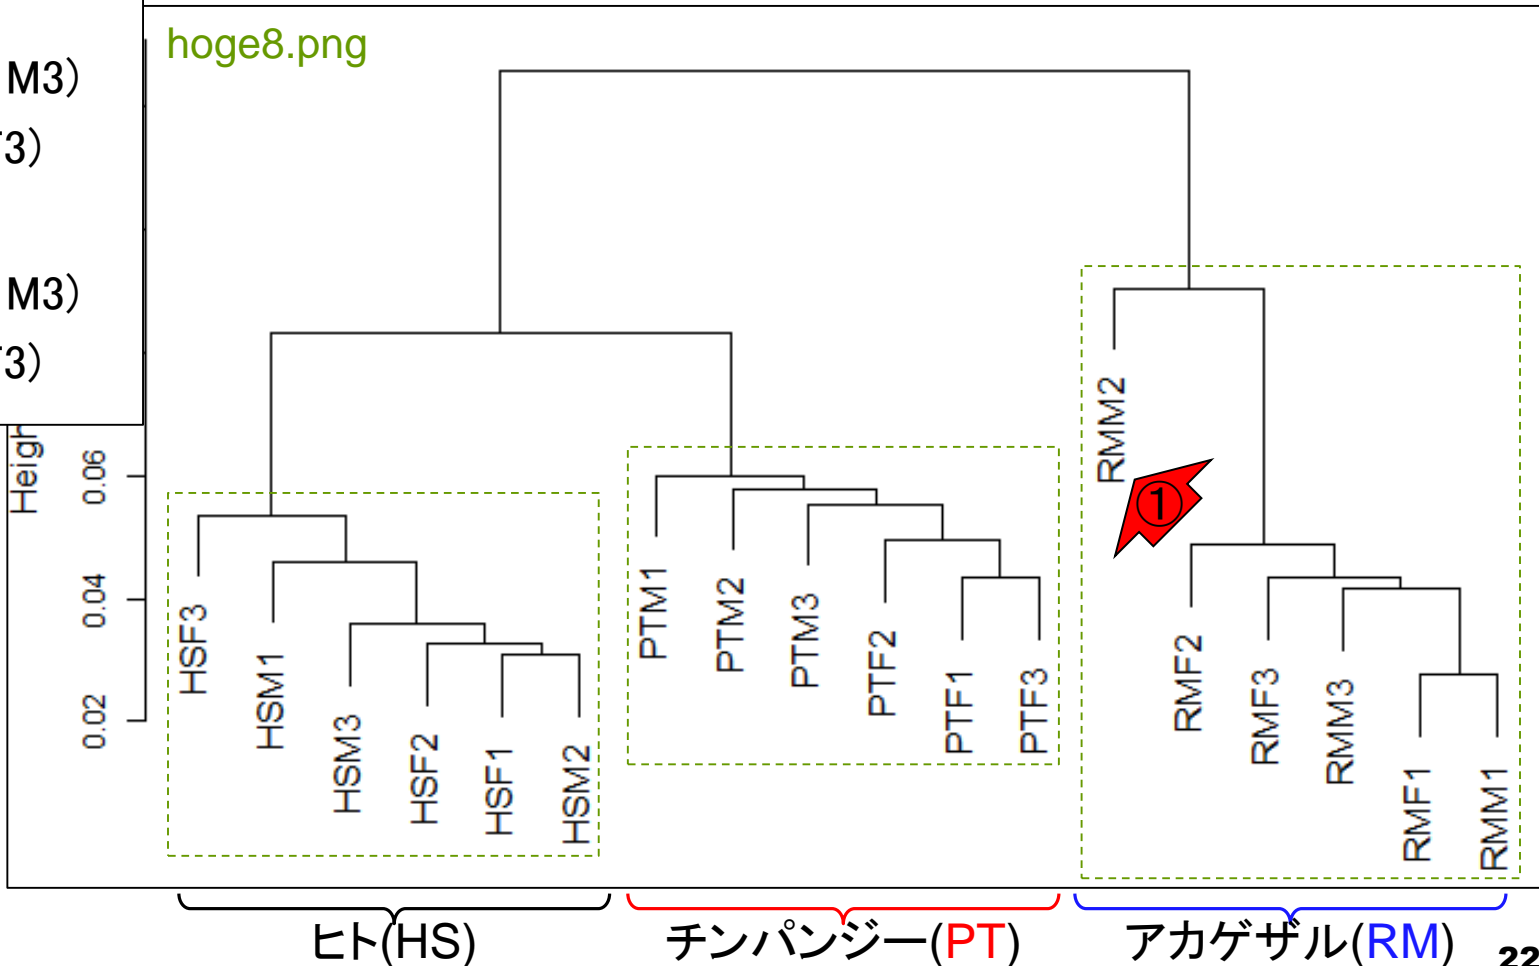 hoge8.png
M3)
3)
M3)
3)
0.06
0.04
0.02
RMM2
①
HSF3
HSM1
HSM3
HSF2
HSF1
HSM2
PTM1
PTM2
PTM3
PTF2
PTF1
PTF3
RMF2
RMF3
RMM3
RMF1
RMM1
ヒト(HS)
チンパンジー(PT)
アカゲザル(RM)
22